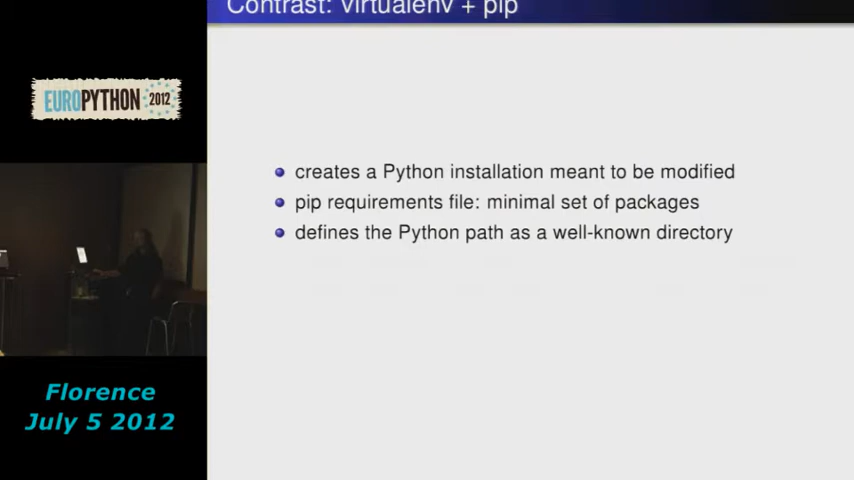 Contrast: virtualenv + pip
EUROPYTHON 2012
creates a Python installation meant to be modified
pip requirements file: minimal set of packages
defines the Python path as a well-known directory
Florence
July 5 2012